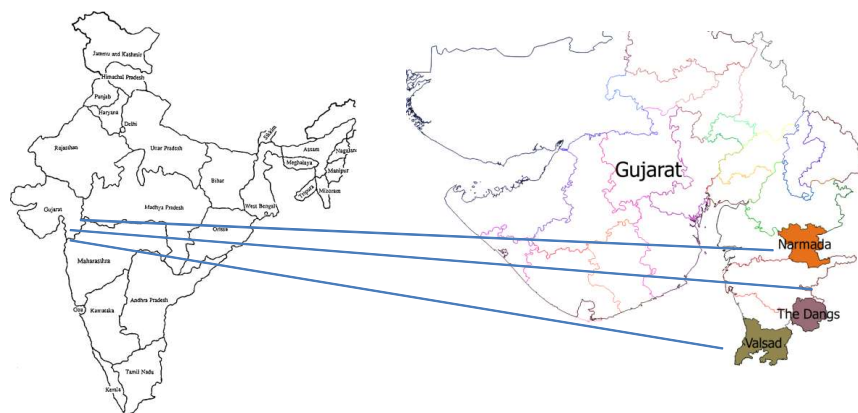 Jammu and Kashmir
Himachal Pradesh
Punjab
Haryana
Delhi
Rajasthan
Uttar Pradesh
Sikkim
Assam
Nagaland
Meghalaya
Manipur
Bihar
Tripura
Mizoram
West Bengal
Gujarat
Madhya Pradesh
Orissa
Maharasthra
Andhra Pradesh
Goa
Karnataka
Tamil Nadu
Kerala
Gujarat
Narmada
The Dangs
Valsad